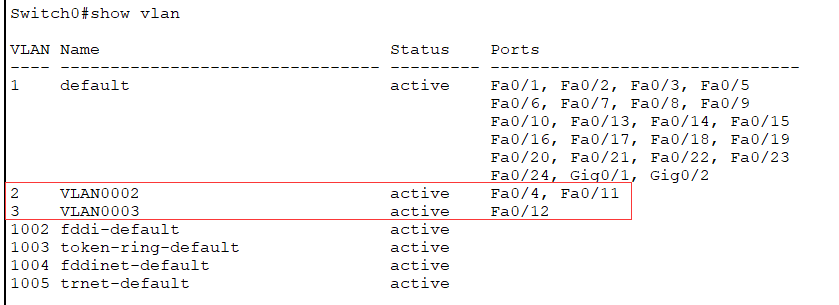 Switch0#show vlan
VLAN Name                             Status    Ports
---- -------------------------------- --------- -------------------------------
1    default                          active    Fa0/1, Fa0/2, Fa0/3, Fa0/5
                                                Fa0/6, Fa0/7, Fa0/8, Fa0/9
                                                Fa0/10, Fa0/13, Fa0/14, Fa0/15
                                                Fa0/16, Fa0/17, Fa0/18, Fa0/19
                                                Fa0/20, Fa0/21, Fa0/22, Fa0/23
                                                Fa0/24, Gig0/1, Gig0/2
2    VLAN0002                         active    Fa0/4, Fa0/11
3    VLAN0003                         active    Fa0/12
1002 fddi-default                     active
1003 token-ring-default               active
1004 fddinet-default                  active
1005 trnet-default                    active